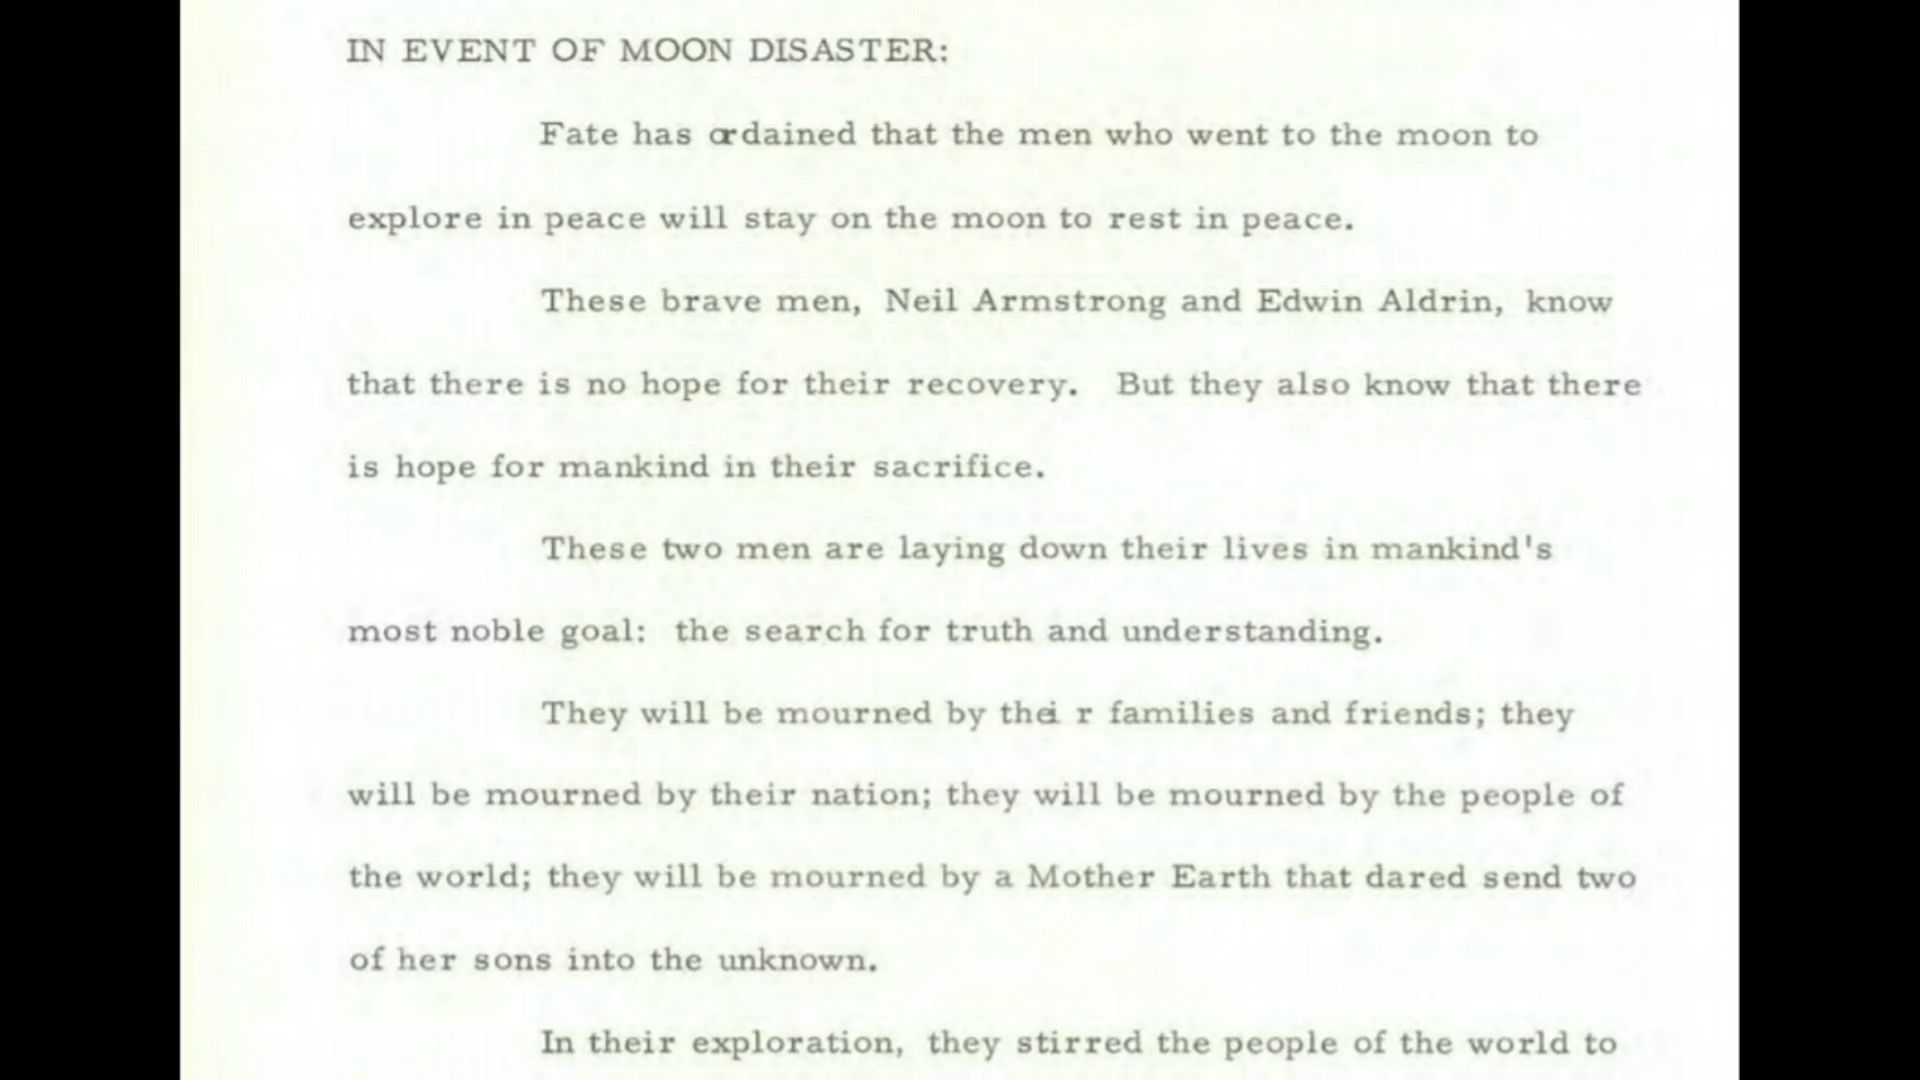 IN EVENT OF MOON DISASTER:
Fate has ordained that the men who went to the moon to
explore in peace will stay on the moon to rest in peace.
These brave men, Neil Armstrong and Edwin Aldrin, know
that there is no hope for their recovery. But they also know that there
is hope for mankind in their sacrifice.
These two men are laying down their lives in mankind's
most noble goal: the search for truth and understanding.
They will be mourned by thei r families and friends; they
will be mourned by their nation; they will be mourned by the people of
the world; they will be mourned by a Mother Earth that dared send two
of her sons into the unknown.
In their exploration, they stirred the people of the world to